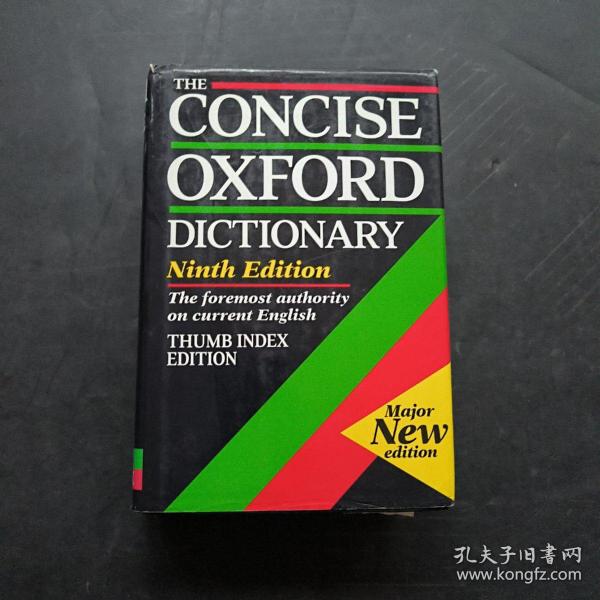 THE
CONCISE
OXFORD
DICTIONARY
Ninth Edition
The foremost authority
on current English
THUMB INDEX
EDITION
Major
New
edition
孔夫子旧书网
www.kongfz.com